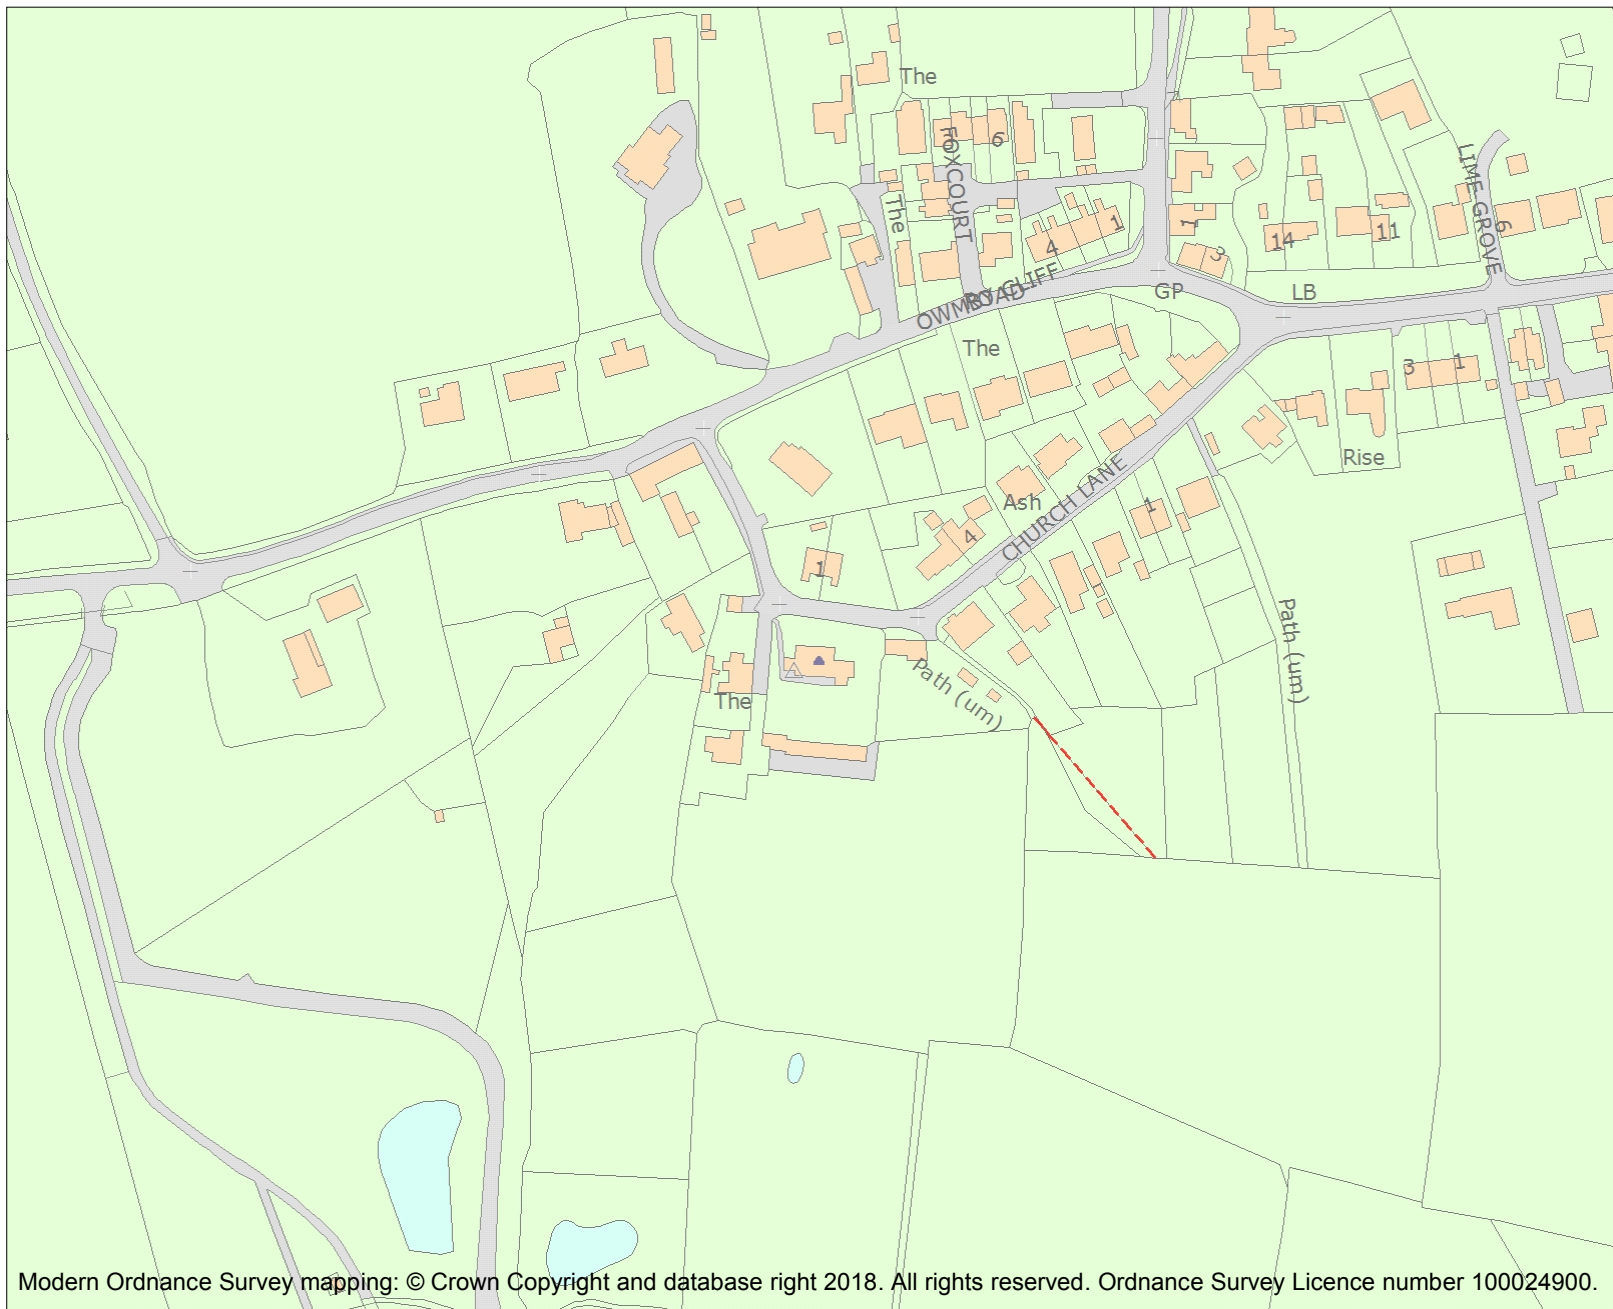 The
FOXCOURT
6
The
4
1
1
3
14
11
LIME GROVE
6
OWMBY CLIFF
ROAD
GP
LB
The
3
1
Rise
Ash
CHURCH LANE
1
4
1
Path (um)
Path (um)
The
Modern Ordnance Survey mapping: © Crown Copyright and database right 2018. All rights reserved. Ordnance Survey Licence number 100024900.